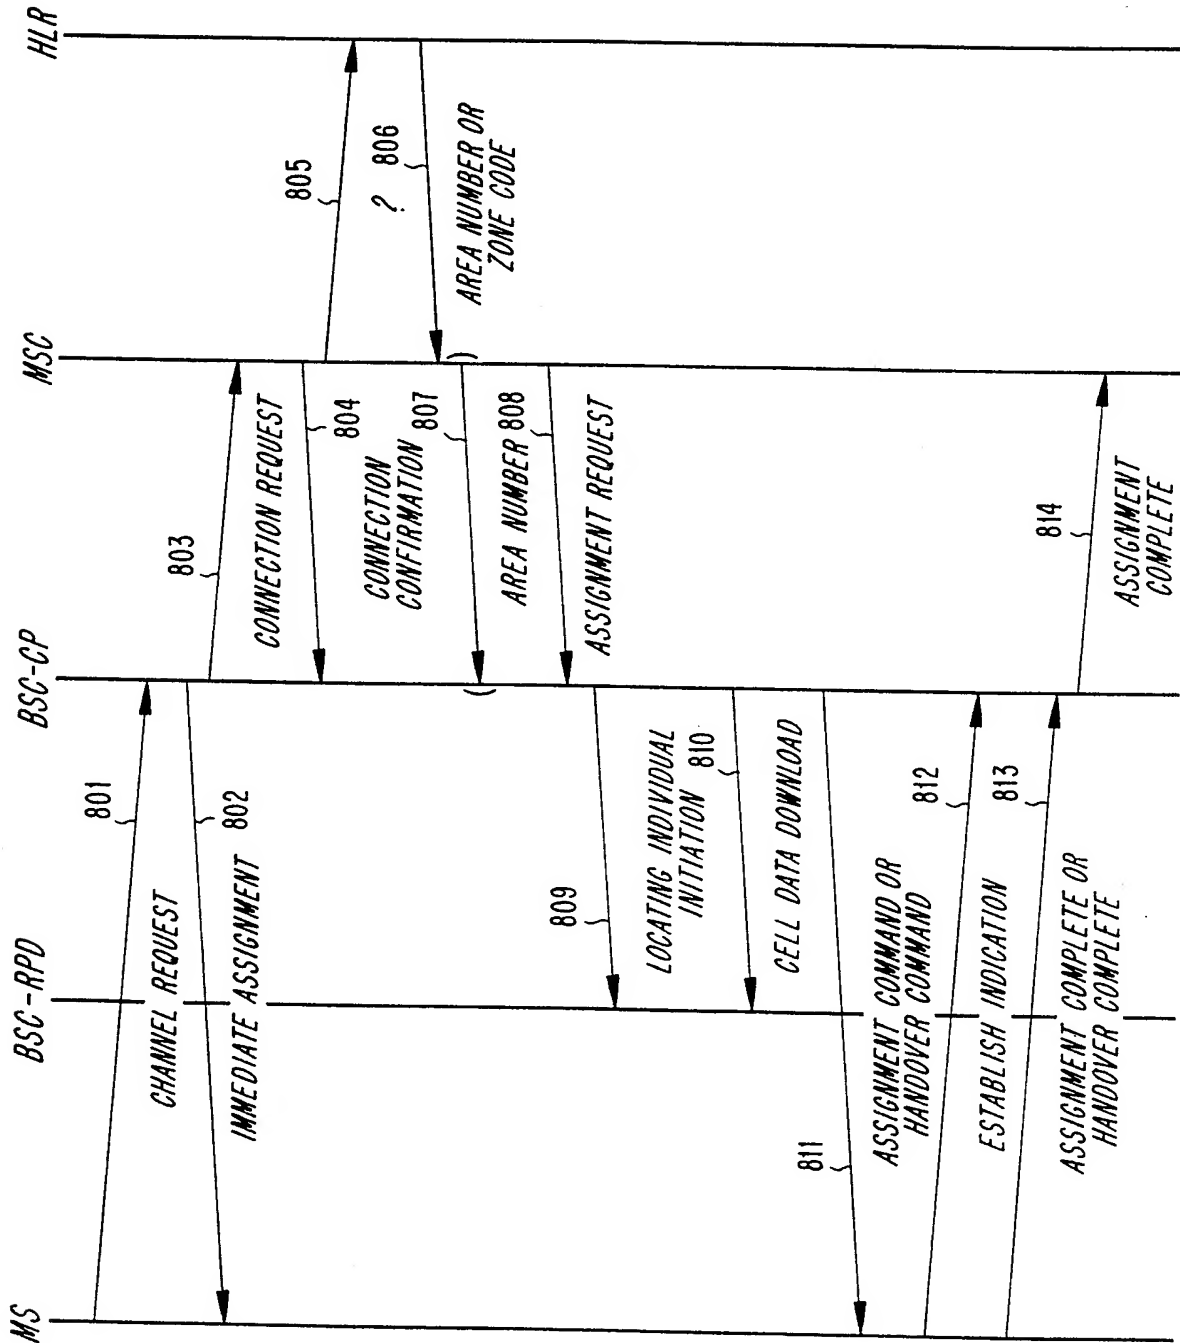 MS
BSC-RPD
BSC-CP
MSC
HLR
801
CHANNEL REQUEST
802
IMMEDIATE ASSIGNMENT
803
CONNECTION REQUEST
804
CONNECTION
CONFIRMATION
805
?
806
AREA NUMBER OR
ZONE CODE
807
AREA NUMBER
808
ASSIGNMENT REQUEST
809
LOCATING INDIVIDUAL
INITIATION
810
CELL DATA DOWNLOAD
811
ASSIGNMENT COMMAND OR
HANDOVER COMMAND
812
ESTABLISH INDICATION
813
ASSIGNMENT COMPLETE OR
HANDOVER COMPLETE
814
ASSIGNMENT
COMPLETE